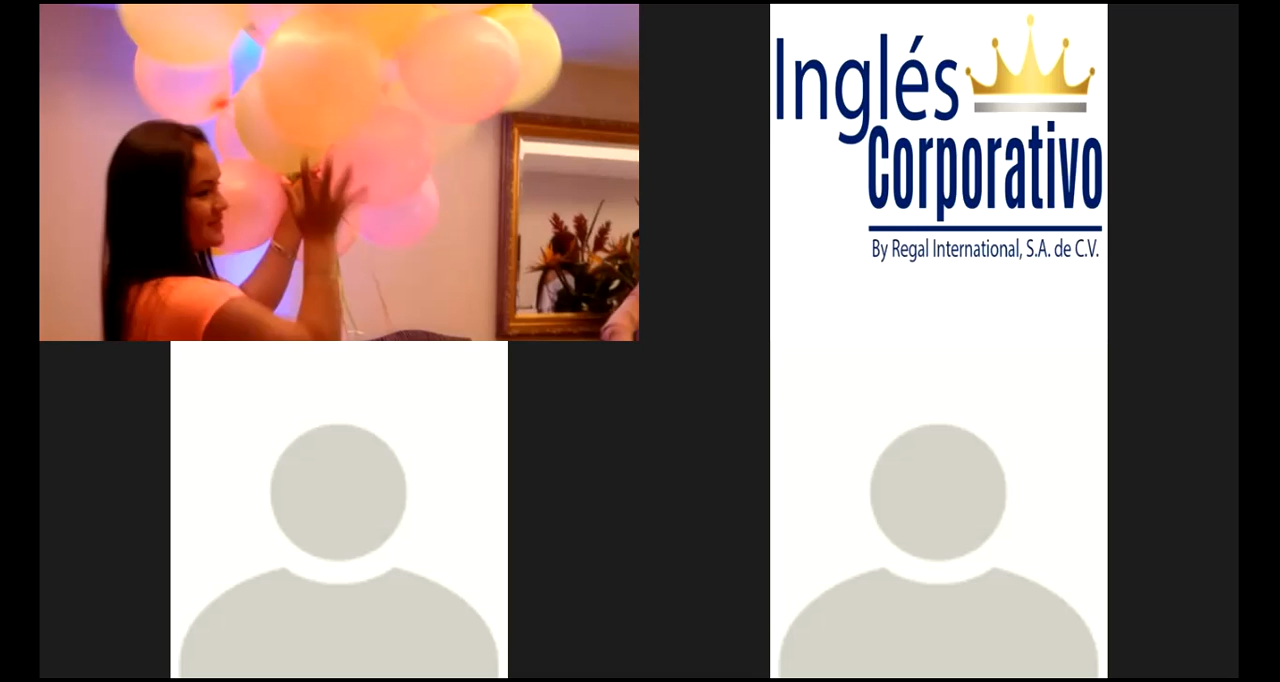 Inglés
Corporativo
By Regal International, S.A. de C.V.